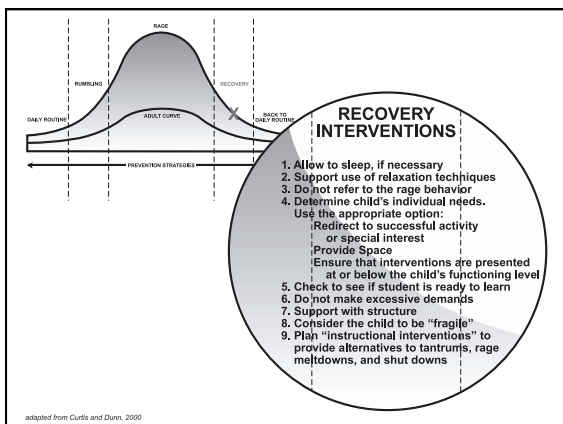 RAGE
RUMBLING
RECOVERY
DAILY ROUTINE
ADULT CURVE
X
BACK TO
DAILY ROUTINE
PREVENTION STRATEGIES
RECOVERY
INTERVENTIONS
1. Allow to sleep, if necessary
2. Support use of relaxation techniques
3. Do not refer to the rage behavior
4. Determine child's individual needs.
Use the appropriate option:
Redirect to successful activity
or special interest
Provide Space
Ensure that interventions are presented
at or below the child's functioning level
5. Check to see if student is ready to learn
6. Do not make excessive demands
7. Support with structure
8. Consider the child to be "fragile"
9. Plan "instructional interventions" to
provide alternatives to tantrums, rage
meltdowns, and shut downs
adapted from Curtis and Dunn, 2000